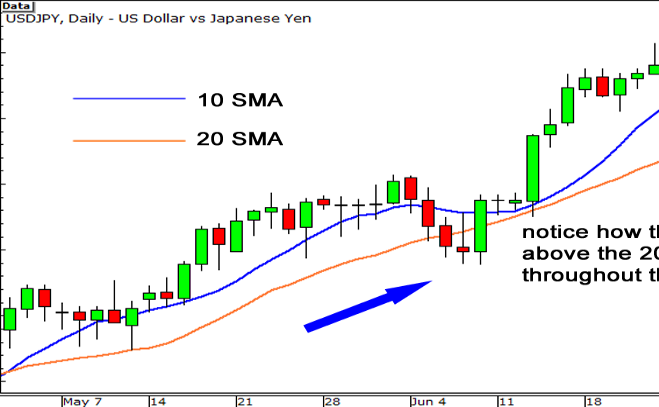 Data
USDJPY, Daily - US Dollar vs Japanese Yen
10 SMA
20 SMA
notice how th
above the 20
throughout th
May 7 14 21 28 Jun 4 11 18